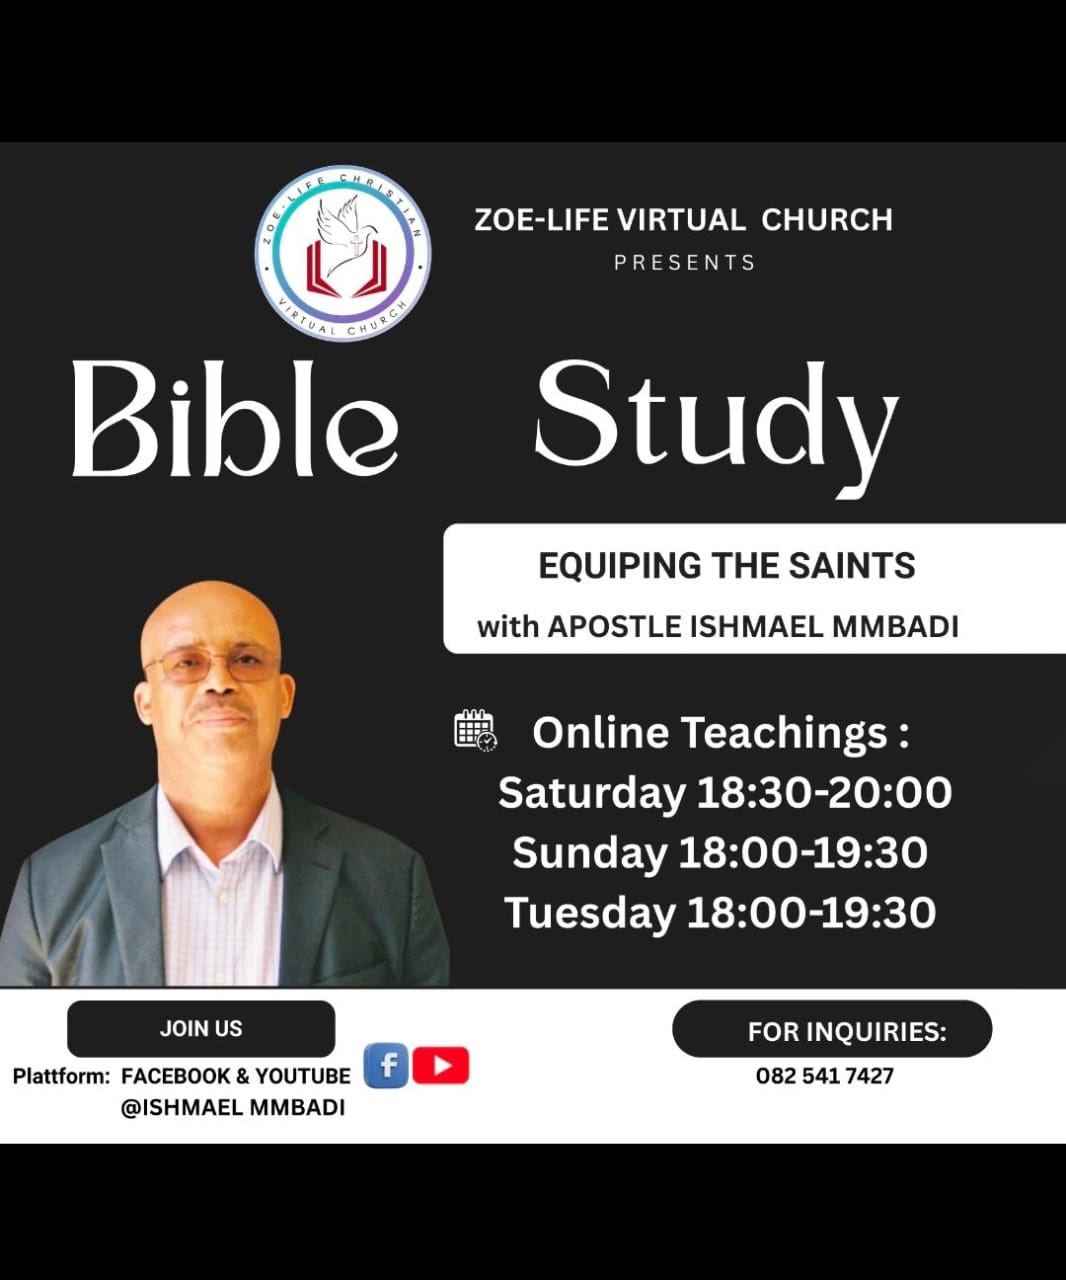 ZOE-LIFE CHRISTIAN
VIRTUAL CHURCH
ZOE-LIFE VIRTUAL CHURCH
PRESENTS
Bible Study
EQUIPING THE SAINTS
with APOSTLE ISHMAEL MMBADI
Online Teachings :
Saturday 18:30-20:00
Sunday 18:00-19:30
Tuesday 18:00-19:30
JOIN US
Plattform: FACEBOOK & YOUTUBE
@ISHMAEL MMBADI
FOR INQUIRIES:
082 541 7427